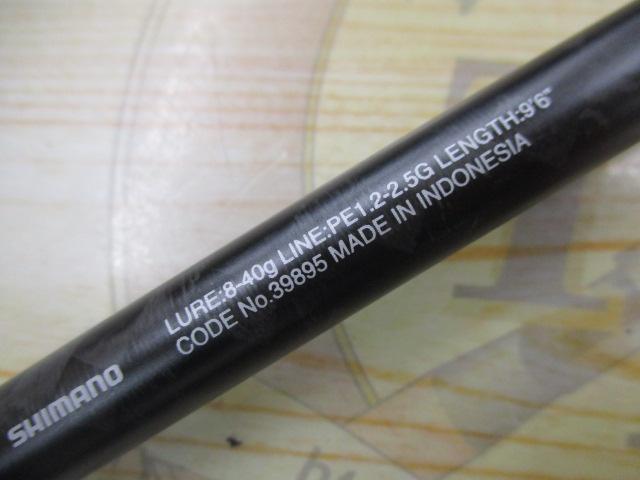 LURE:8-40g LINE:PE1.2-2.5G LENGTH:9'6"
CODE No.39895 MADE IN INDONESIA
SHIMANO